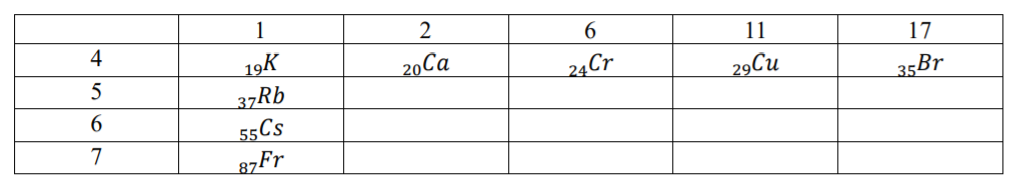 1 2 6 11 17
4 ₁₉K ₂₀Ca ₂₄Cr ₂₉Cu ₃₅Br
5 ₃₇Rb
6 ₅₅Cs
7 ₈₇Fr